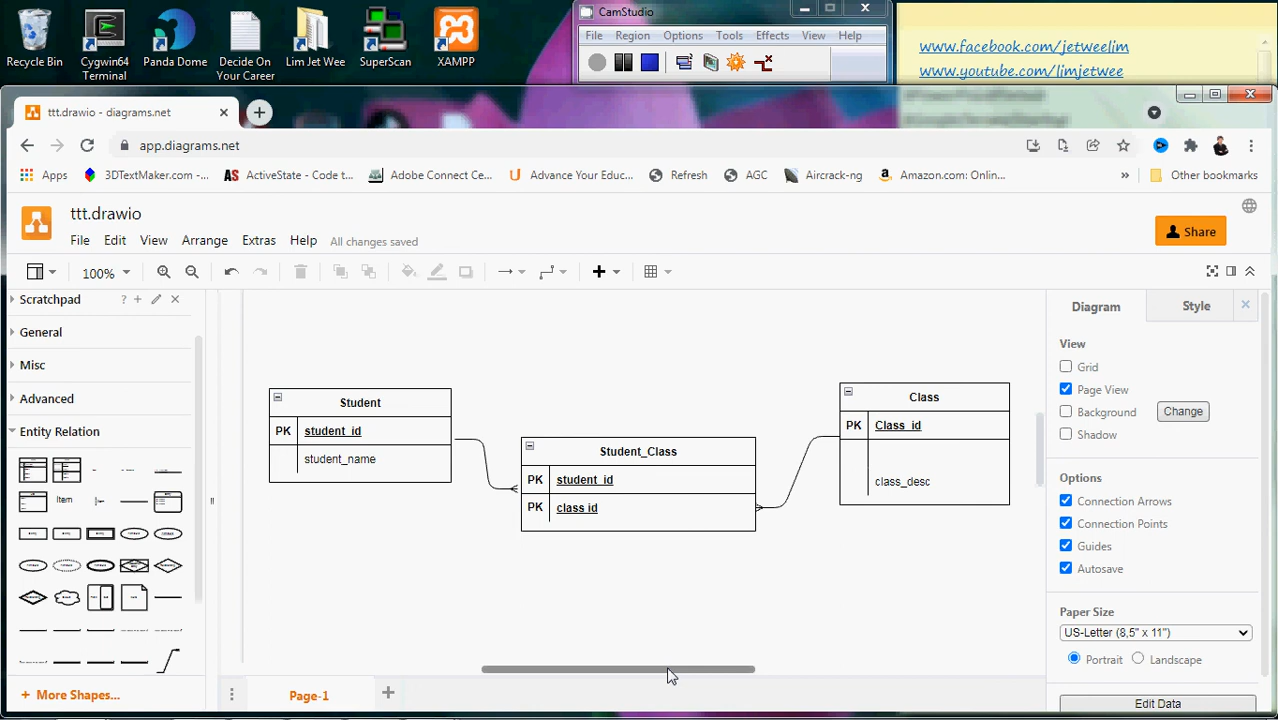 CamStudio
File Region Options Tools Effects View Help
www.facebook.com/jetweelim
www.youtube.com/limjetwee
Recycle Bin
Cygwin64 Terminal
Panda Dome
Decide On Your Career
Lim Jet Wee
SuperScan
XAMPP
ttt.drawio - diagrams.net
app.diagrams.net
Apps
3DTextMaker.com -...
ActiveState - Code t...
Adobe Connect Ce...
Advance Your Educ...
Refresh
AGC
Aircrack-ng
Amazon.com: Onlin...
»
Other bookmarks
ttt.drawio
File Edit View Arrange Extras Help All changes saved
Share
100%
Scratchpad
General
Misc
Advanced
Entity Relation
Item
+ More Shapes...
Student
PK student_id
student_name
Student_Class
PK student_id
PK class id
Class
PK Class_id
class_desc
Page-1
Diagram
Style
View
Grid
Page View
Background
Change
Shadow
Options
Connection Arrows
Connection Points
Guides
Autosave
Paper Size
US-Letter (8,5" x 11")
Portrait Landscape
Edit Data